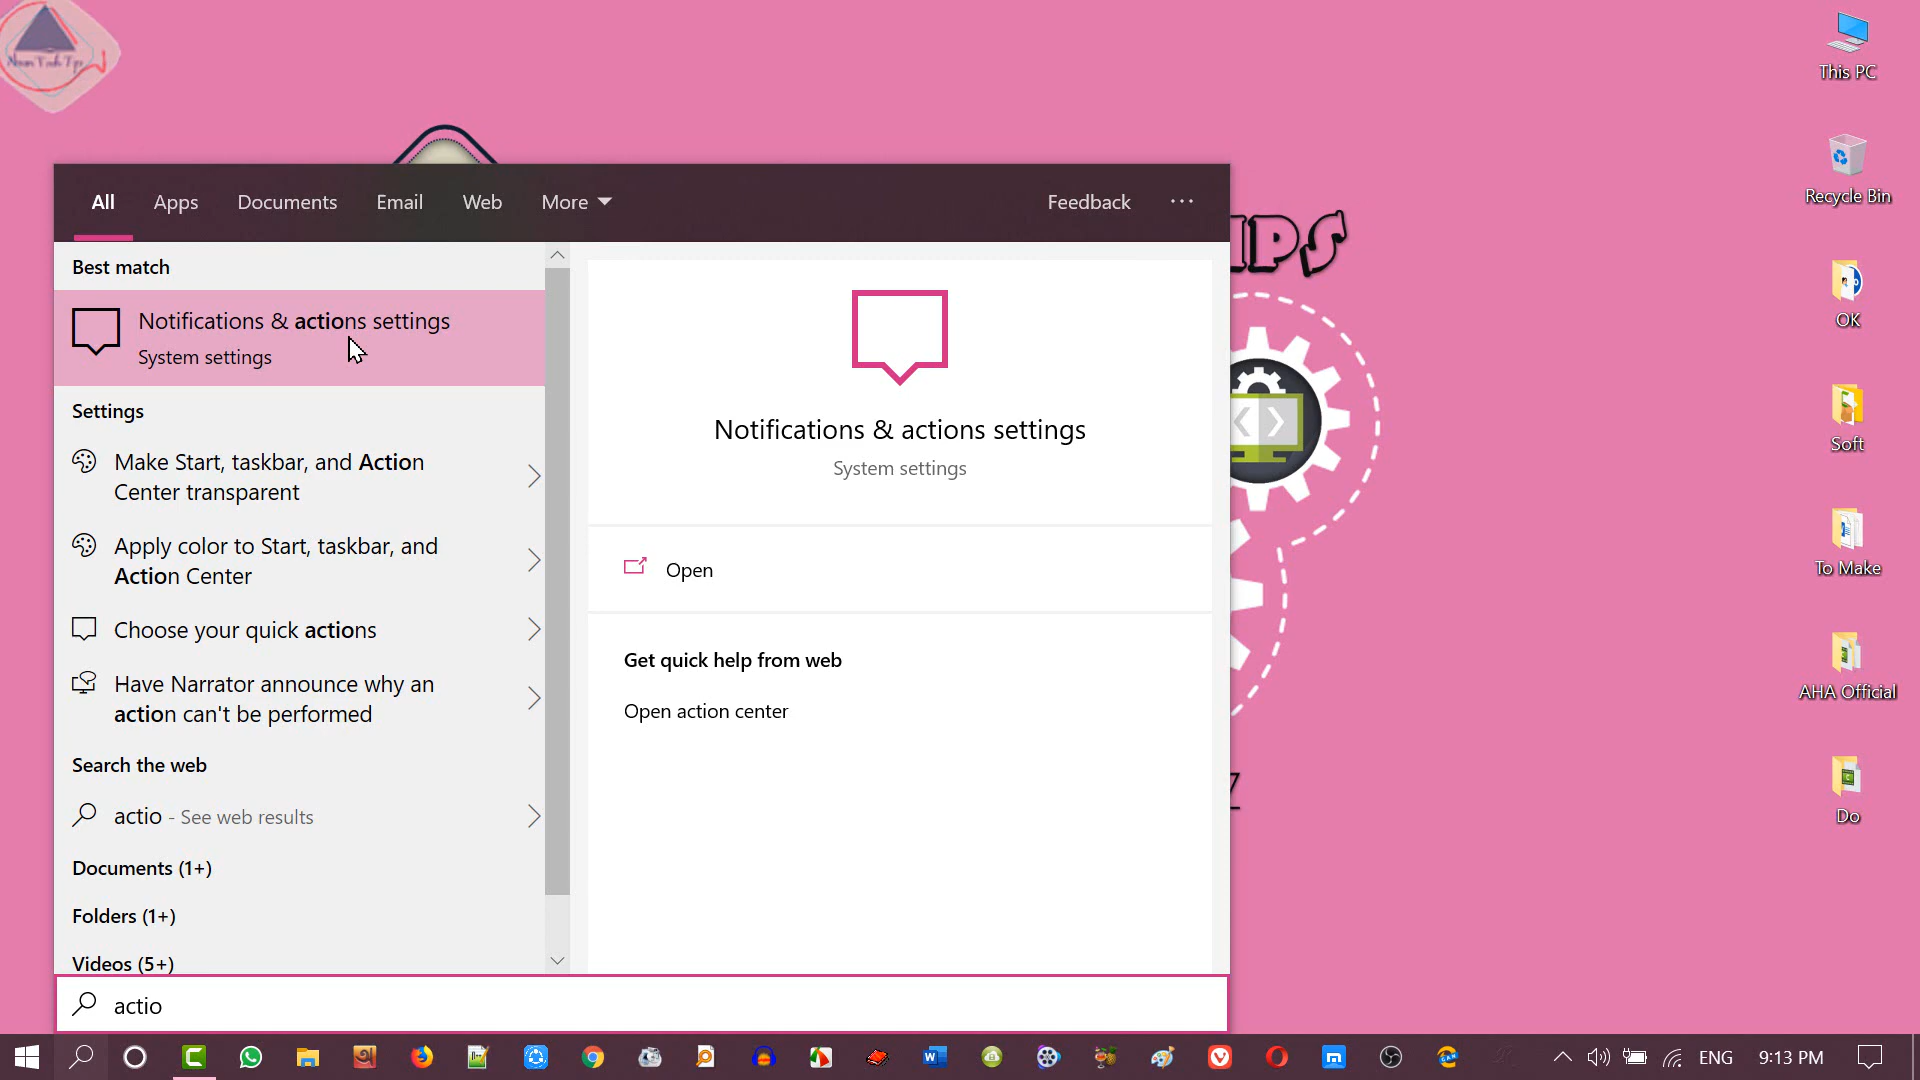 This PC
Recycle Bin
OK
Soft
To Make
AHA Official
Do
All Apps Documents Email Web More Feedback ...
Best match
Notifications & actions settings
System settings
Settings
Make Start, taskbar, and Action
Center transparent
Apply color to Start, taskbar, and
Action Center
Choose your quick actions
Have Narrator announce why an
action can't be performed
Search the web
actio - See web results
Documents (1+)
Folders (1+)
Videos (5+)
Notifications & actions settings
System settings
Open
Get quick help from web
Open action center
actio
ENG 9:13 PM